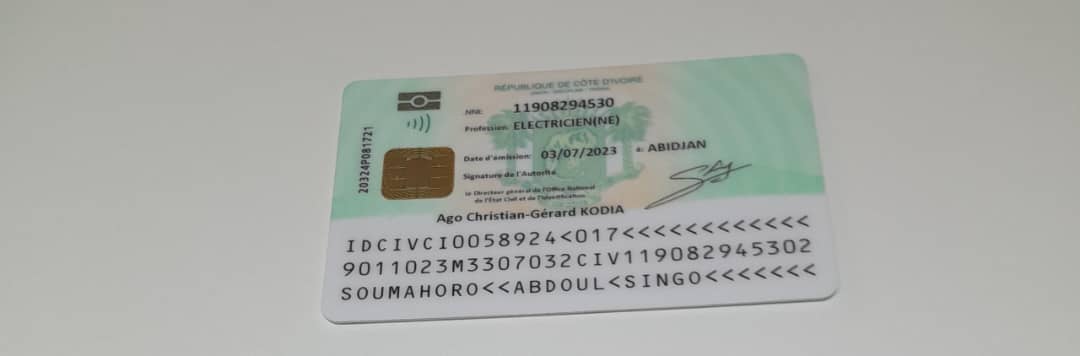 RÉPUBLIQUE DE CÔTE D'IVOIRE
NNI: 11908294530
Profession: ELECTRICIEN(NE)
Date d'émission: 03/07/2023 à: ABIDJAN
Signature de l'Autorité
Le Directeur général de l'Office National
de l'État Civil et de l'Identification
Ago Christian-Gérard KODIA
20324P081721
IDCIVCI0058924<017<<<<<<<<<<<<
9011023M3307032CIV119082945302
SOUMAHORO<<ABDOUL<SINGO<<<<<<<